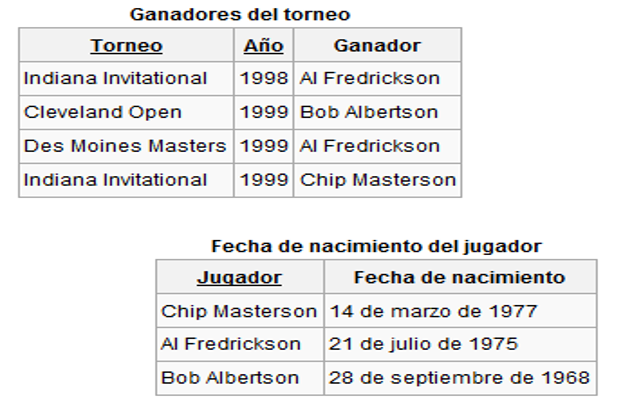 Ganadores del torneo
Torneo Año Ganador
Indiana Invitational 1998 Al Fredrickson
Cleveland Open 1999 Bob Albertson
Des Moines Masters 1999 Al Fredrickson
Indiana Invitational 1999 Chip Masterson
Fecha de nacimiento del jugador
Jugador Fecha de nacimiento
Chip Masterson 14 de marzo de 1977
Al Fredrickson 21 de julio de 1975
Bob Albertson 28 de septiembre de 1968